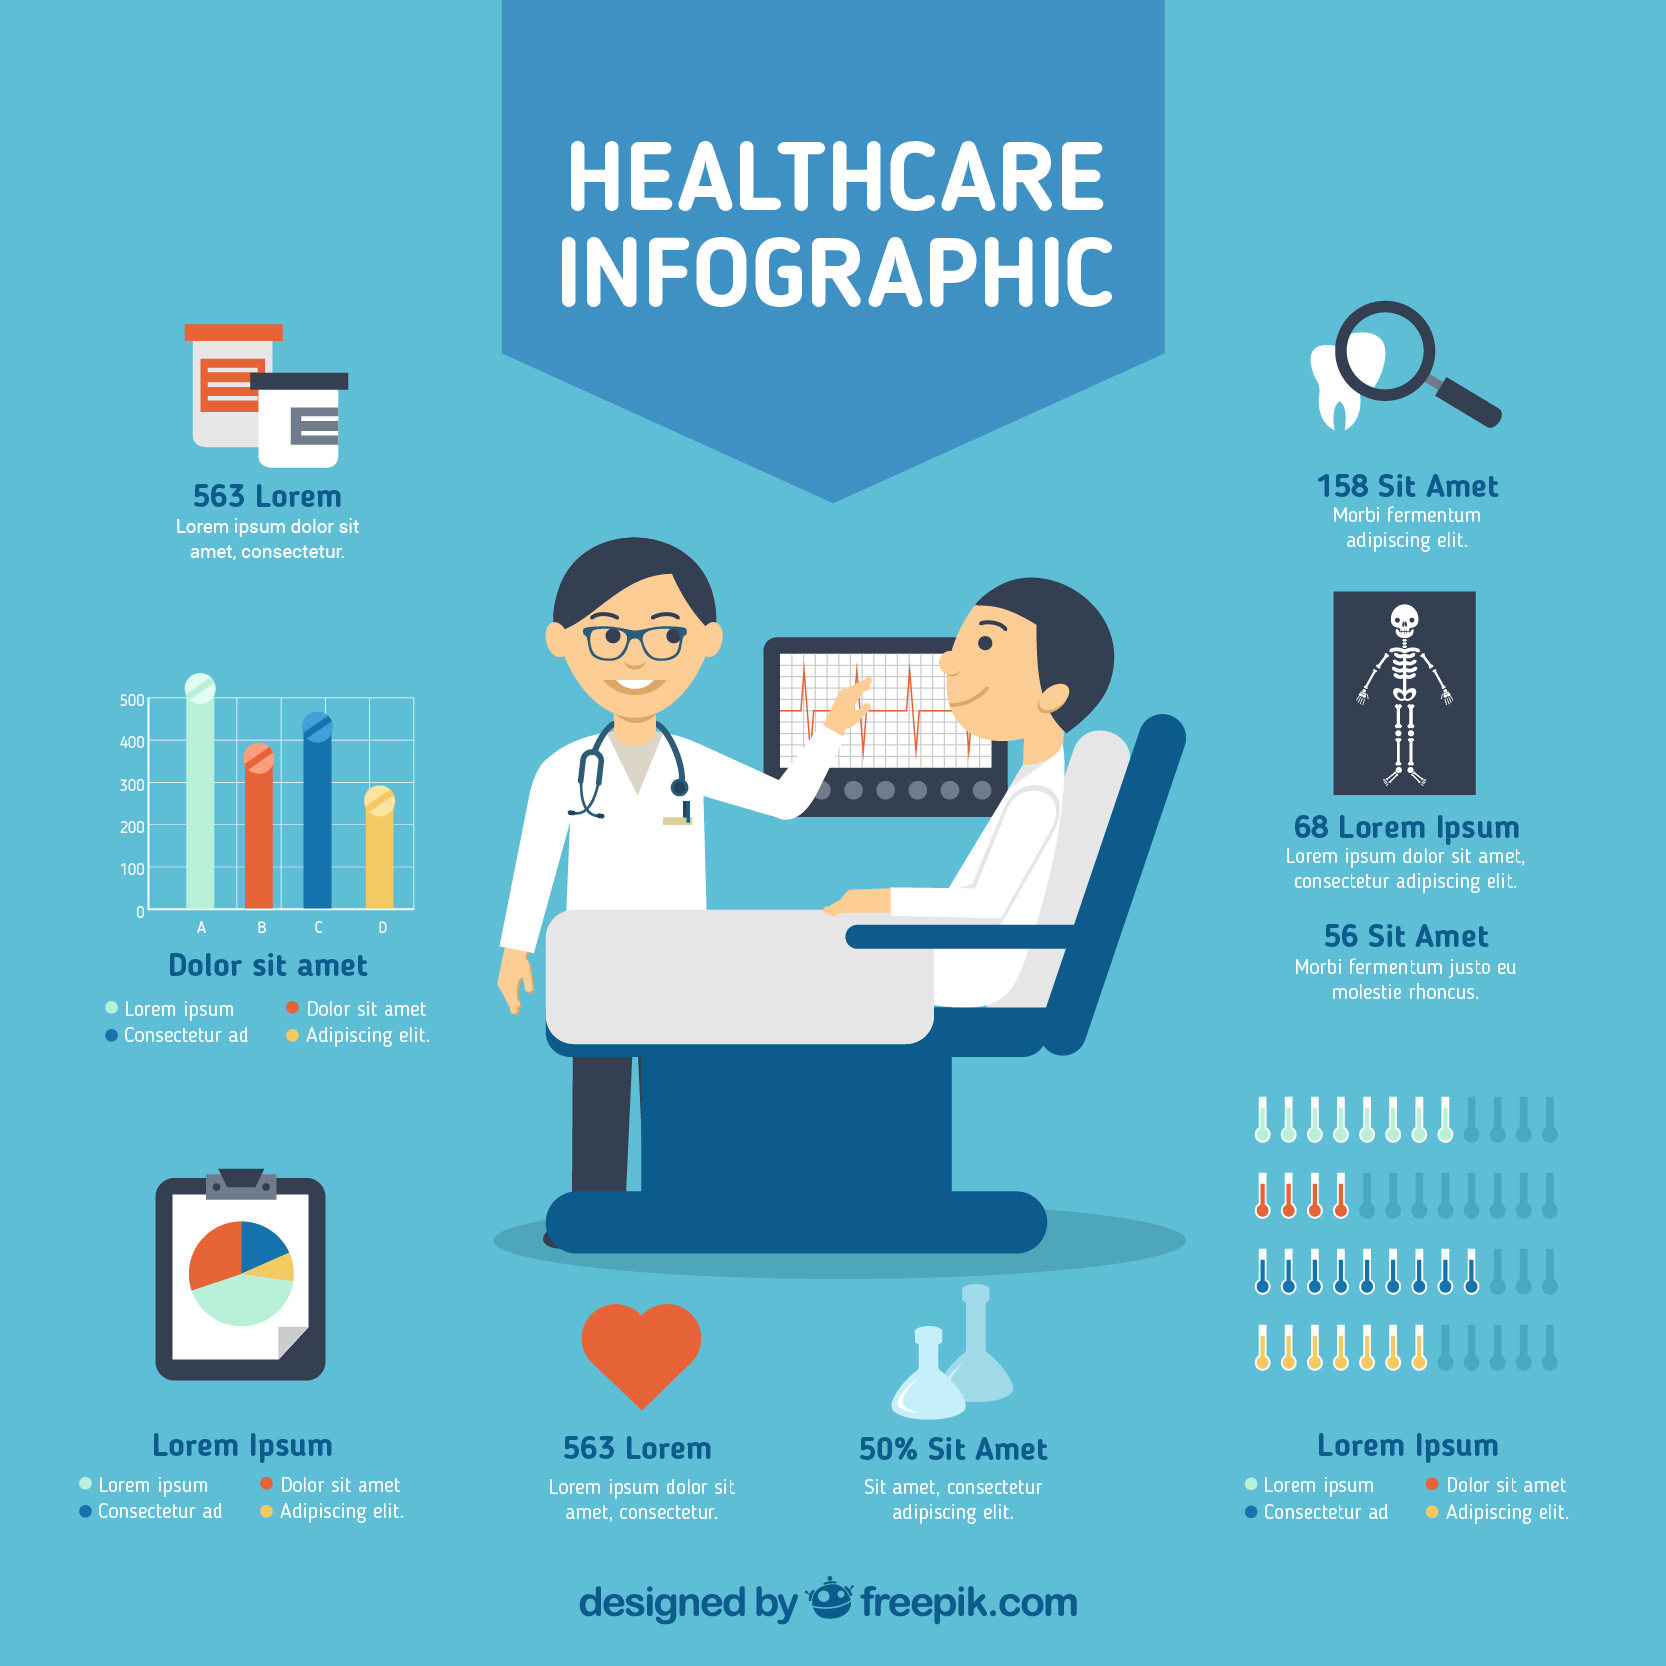 HEALTHCARE
INFOGRAPHIC
563 Lorem
Lorem ipsum dolor sit
amet, consectetur.
500
400
300
200
100
0
A B C D
Dolor sit amet
Lorem ipsum
Dolor sit amet
Consectetur ad
Adipiscing elit.
Lorem Ipsum
Lorem ipsum
Dolor sit amet
Consectetur ad
Adipiscing elit.
563 Lorem
Lorem ipsum dolor sit
amet, consectetur.
50% Sit Amet
Sit amet, consectetur
adipiscing elit.
158 Sit Amet
Morbi fermentum
adipiscing elit.
68 Lorem Ipsum
Lorem ipsum dolor sit amet,
consectetur adipiscing elit.
56 Sit Amet
Morbi fermentum justo eu
molestie rhoncus.
Lorem Ipsum
Lorem ipsum
Dolor sit amet
Consectetur ad
Adipiscing elit.
designed by freepik.com